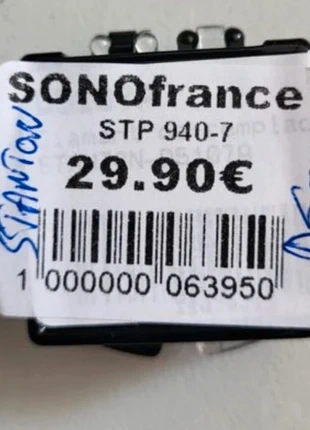 SONOfrance
STP 940-7
29.90€
STANTON
1 000000 063950